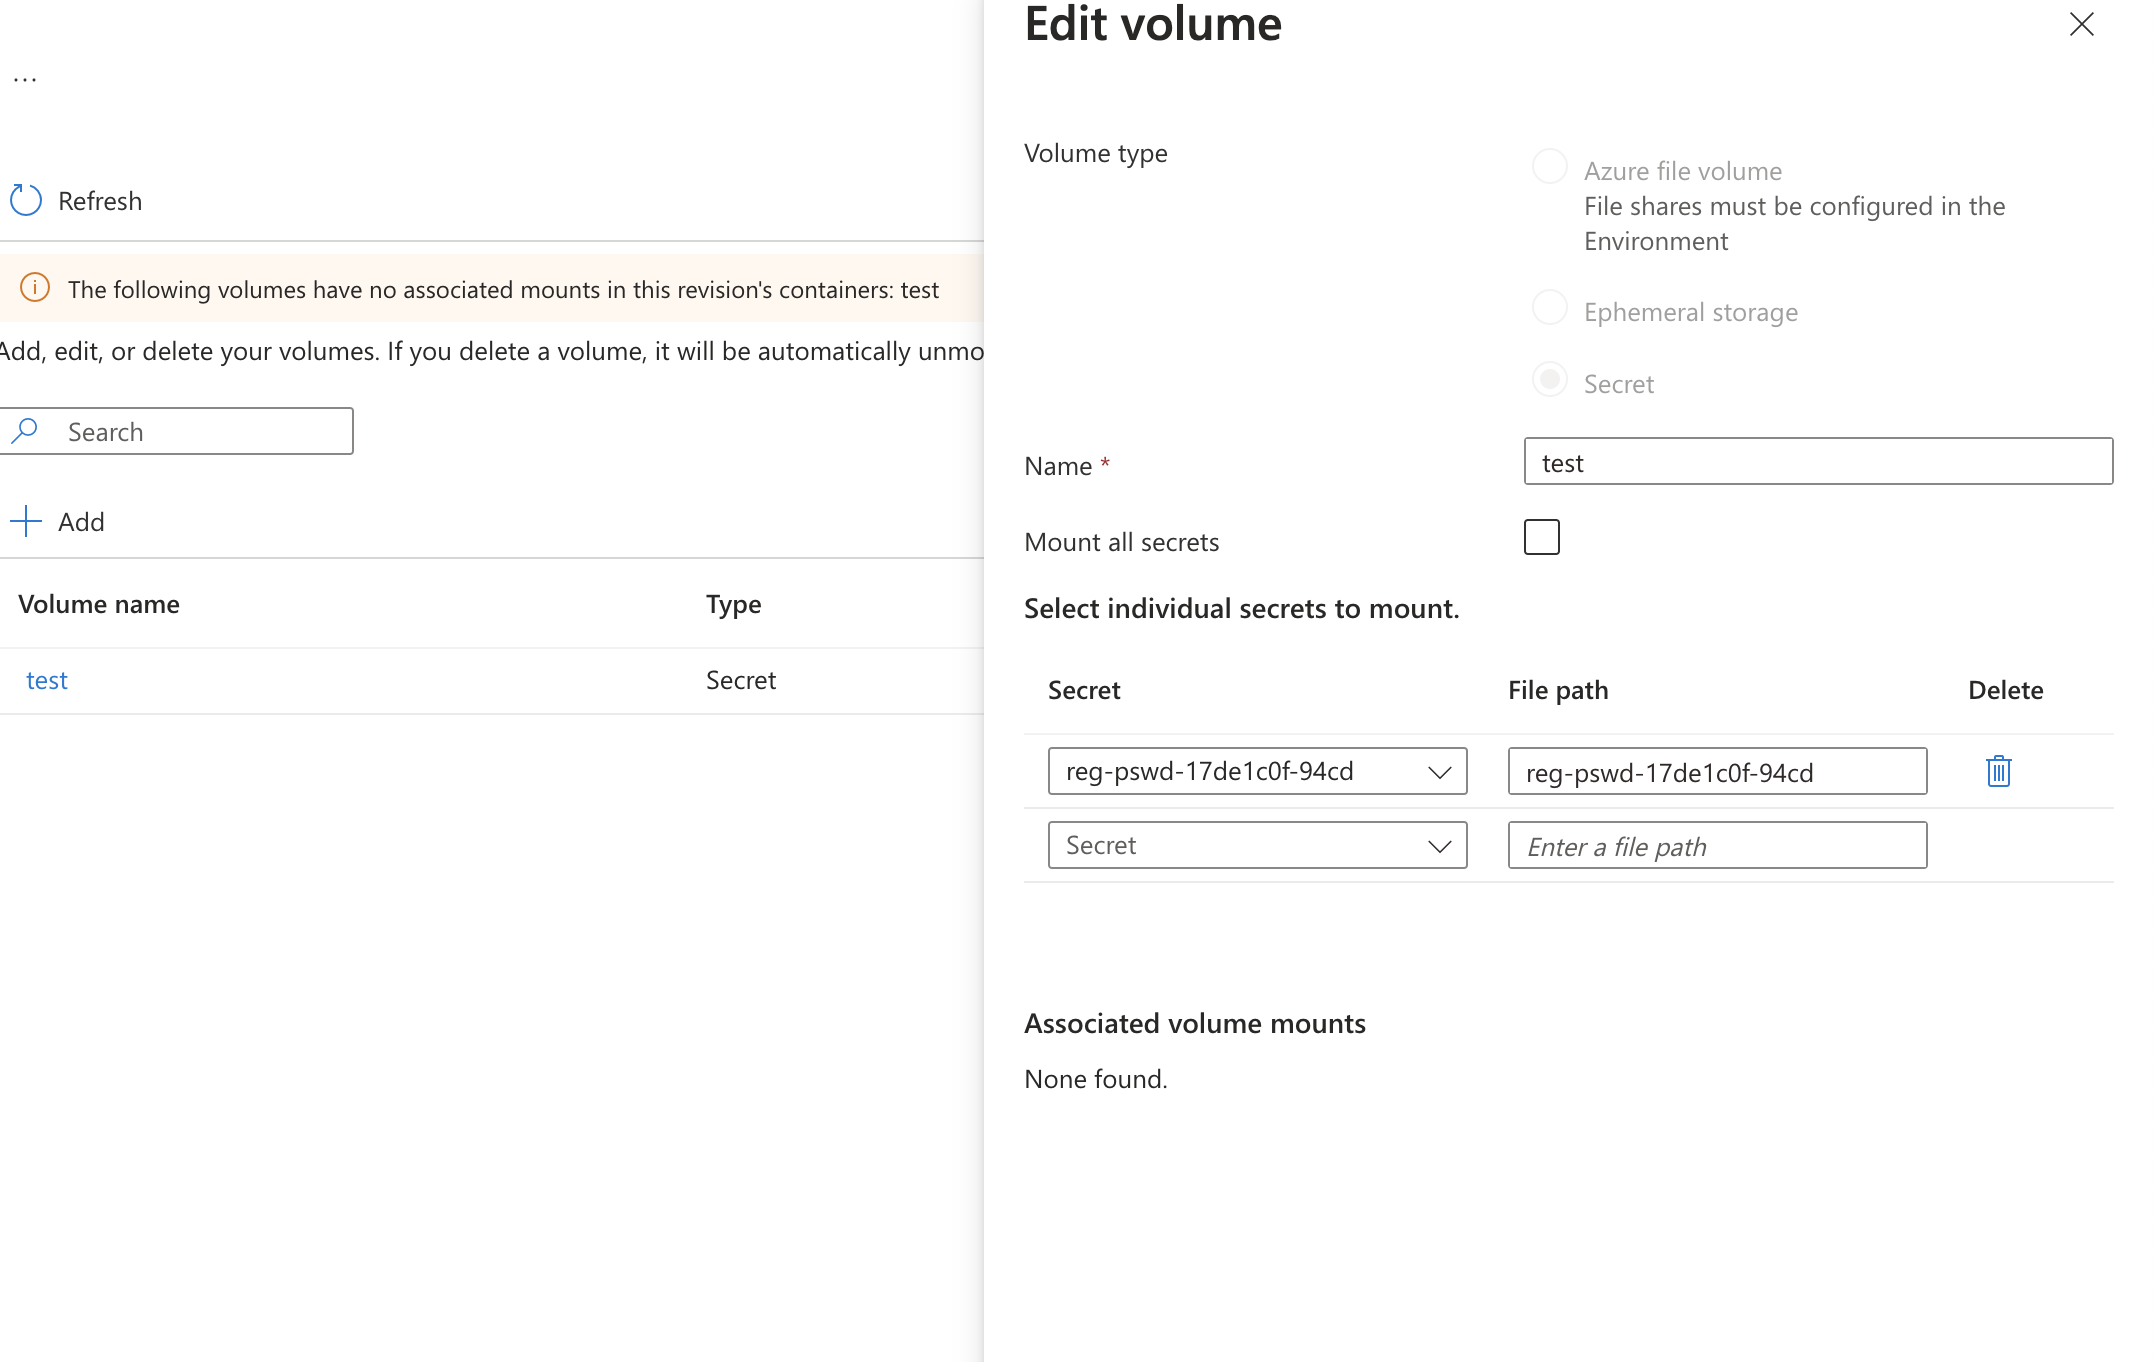 ...
Refresh
The following volumes have no associated mounts in this revision's containers: test
Add, edit, or delete your volumes. If you delete a volume, it will be automatically unmo
Search
Add
Volume name Type
test Secret
Edit volume
Volume type
Azure file volume
File shares must be configured in the
Environment
Ephemeral storage
Secret
Name * test
Mount all secrets
Select individual secrets to mount.
Secret File path Delete
reg-pswd-17de1c0f-94cd reg-pswd-17de1c0f-94cd
Secret Enter a file path
Associated volume mounts
None found.